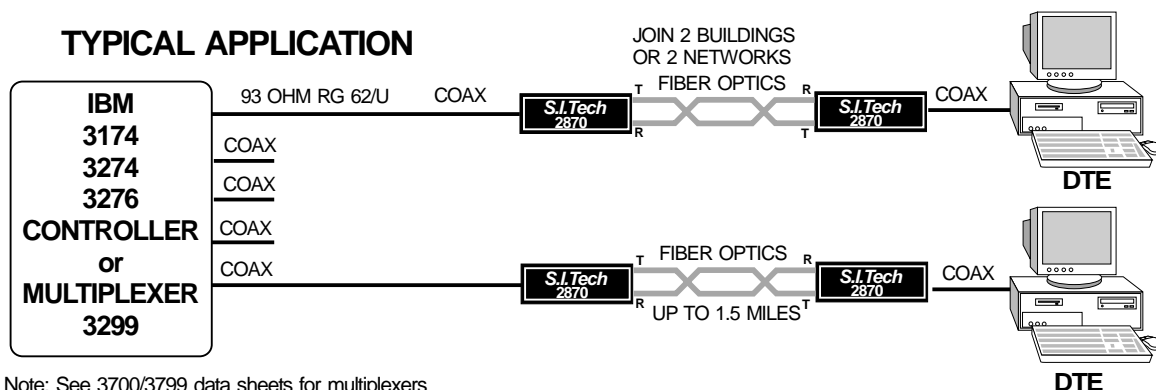 TYPICAL APPLICATION
JOIN 2 BUILDINGS
OR 2 NETWORKS
IBM
3174
3274
3276
CONTROLLER
or
MULTIPLEXER
3299
93 OHM RG 62/U
COAX
S.I.Tech
2870
T
R
FIBER OPTICS
R
T
S.I.Tech
2870
COAX
DTE
COAX
COAX
COAX
COAX
S.I.Tech
2870
T
R
FIBER OPTICS
UP TO 1.5 MILES
R
T
S.I.Tech
2870
COAX
DTE
Note: See 3700/3799 data sheets for multiplexers